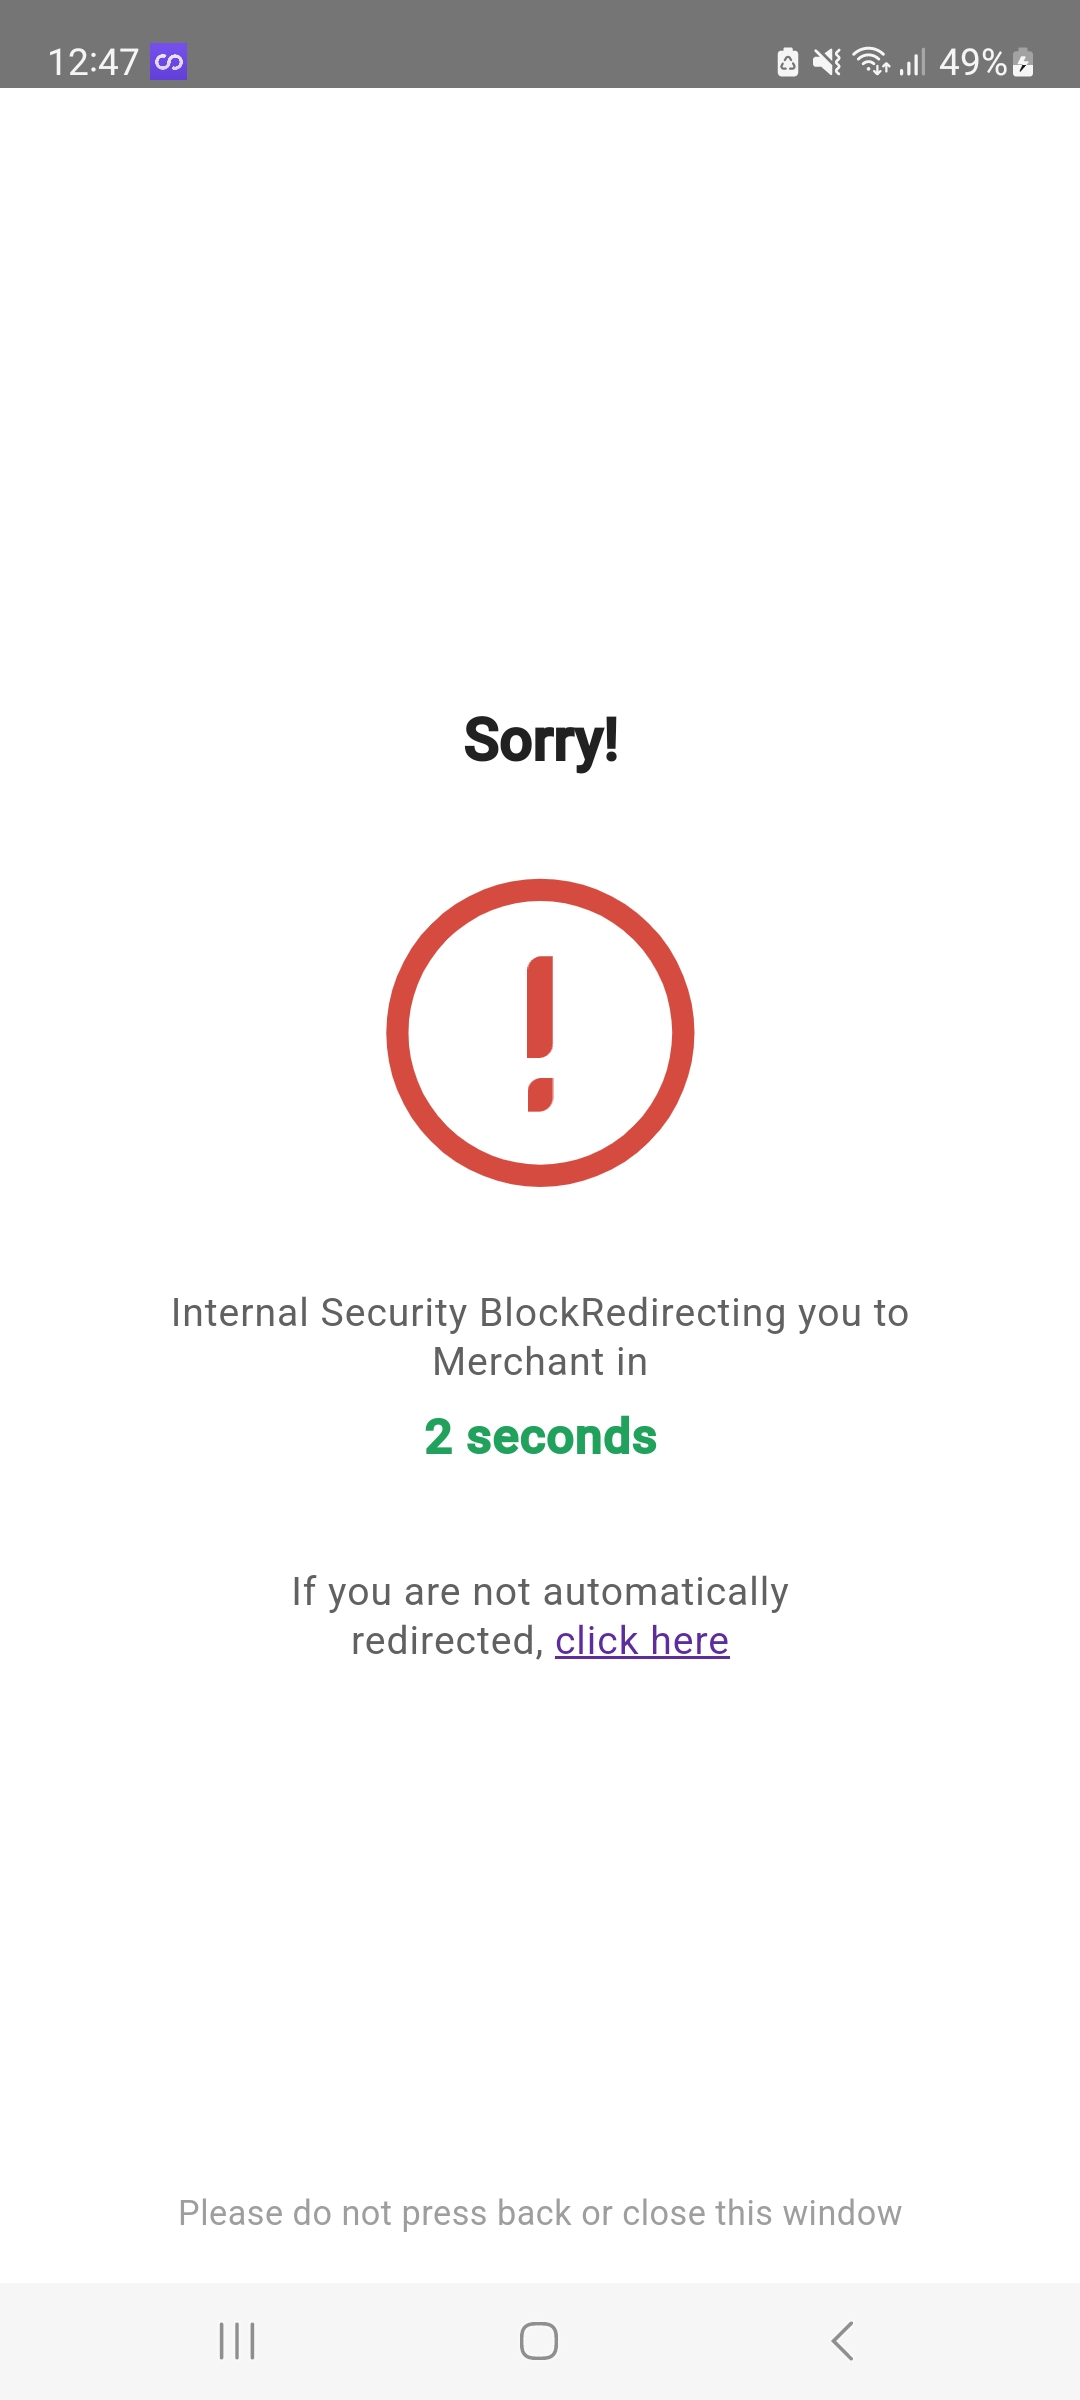 12:47
49%
Sorry!
Internal Security BlockRedirecting you to
Merchant in
2 seconds
If you are not automatically
redirected, click here
Please do not press back or close this window